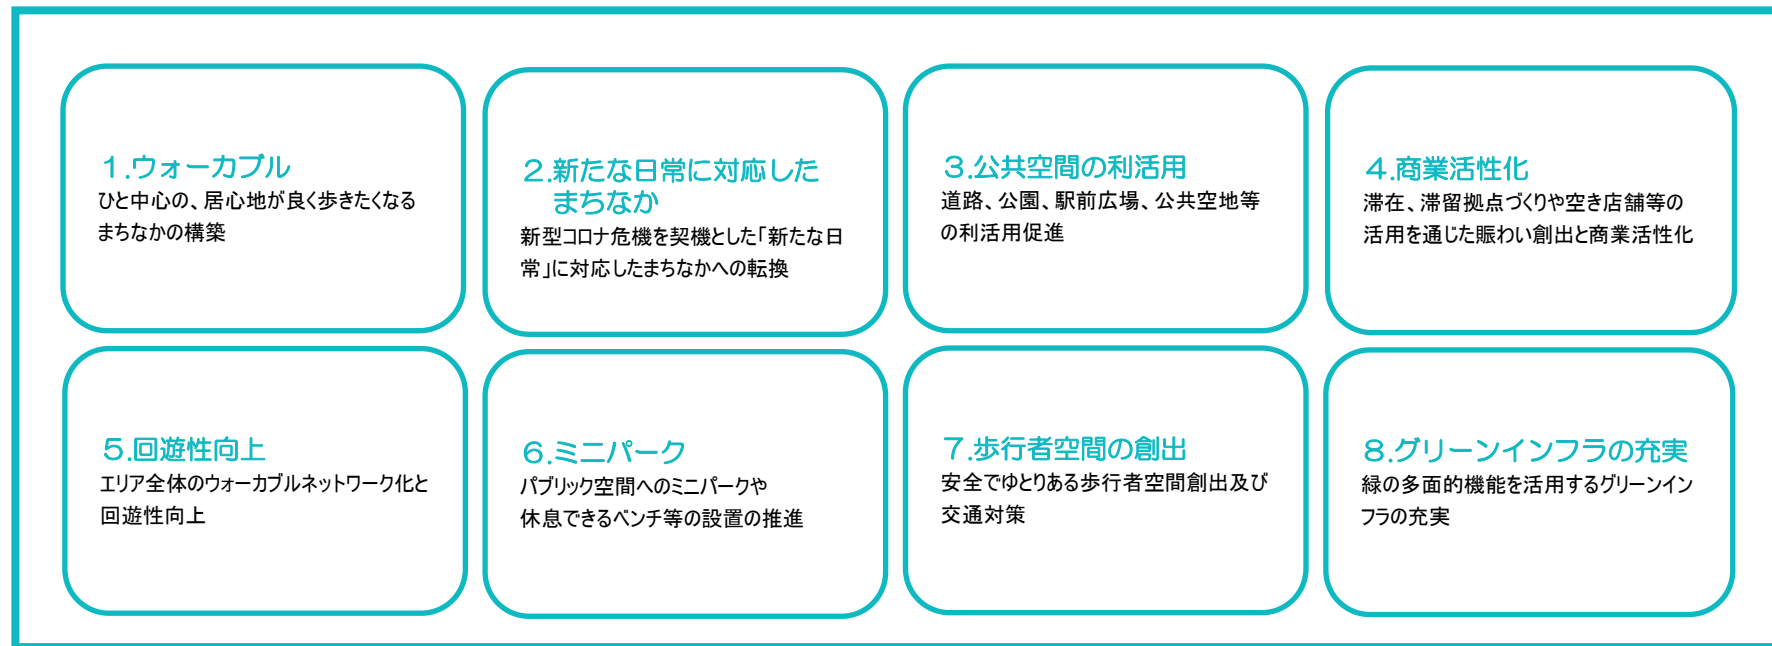 １.ウォーカブル
ひと中心の、居心地が良く歩きたくなる
まちなかの構築
２.新たな日常に対応した
まちなか
新型コロナ危機を契機とした「新たな日
常」に対応したまちなかへの転換
３.公共空間の利活用
道路、公園、駅前広場、公共空地等
の利活用促進
４.商業活性化
滞在、滞留拠点づくりや空き店舗等の
活用を通じた賑わい創出と商業活性化
５.回遊性向上
エリア全体のウォーカブルネットワーク化と
回遊性向上
６.ミニパーク
パブリック空間へのミニパークや
休息できるベンチ等の設置の推進
７.歩行者空間の創出
安全でゆとりある歩行者空間創出及び
交通対策
８.グリーンインフラの充実
緑の多面的機能を活用するグリーンイン
フラの充実